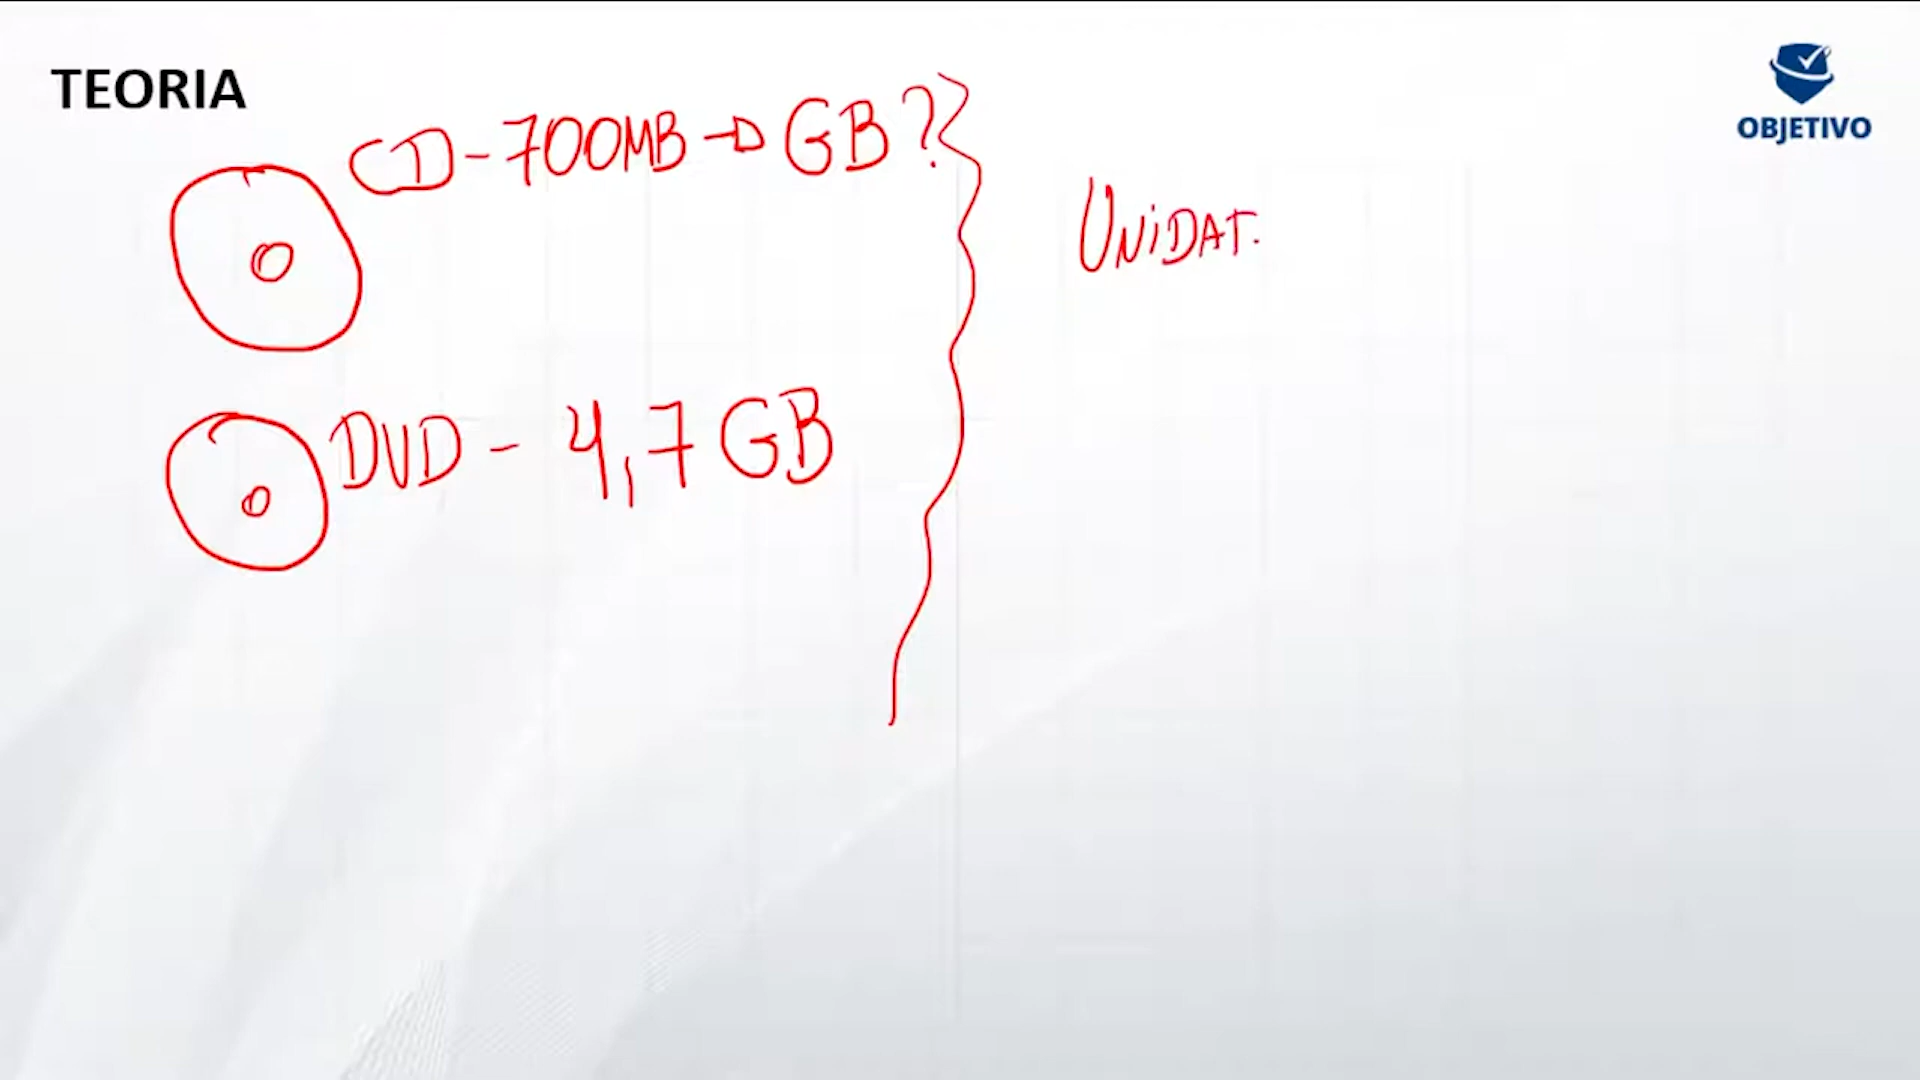 TEORIA
OBJETIVO
CD - 700MB → GB?
UNIDAT.
DVD - 4,7 GB